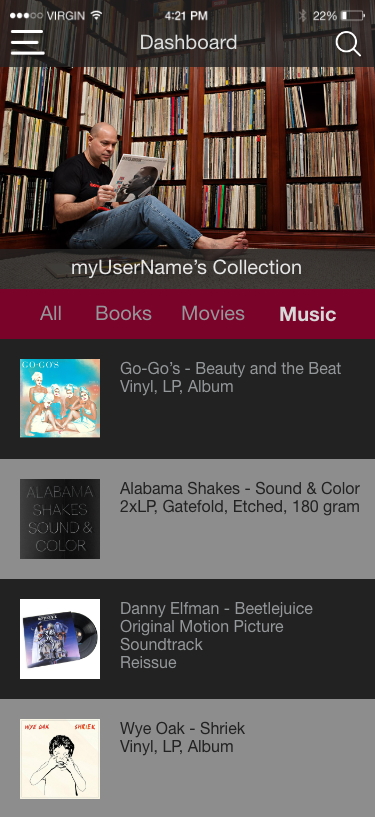 VIRGIN 4:21 PM 22%
Dashboard
myUserName's Collection
All Books Movies Music
GO-GO'S
Go-Go's - Beauty and the Beat
Vinyl, LP, Album
ALABAMA
SHAKES
SOUND &
COLOR
Alabama Shakes - Sound & Color
2xLP, Gatefold, Etched, 180 gram
Danny Elfman - Beetlejuice
Original Motion Picture
Soundtrack
Reissue
WYE OAK SHRIEK
Wye Oak - Shriek
Vinyl, LP, Album